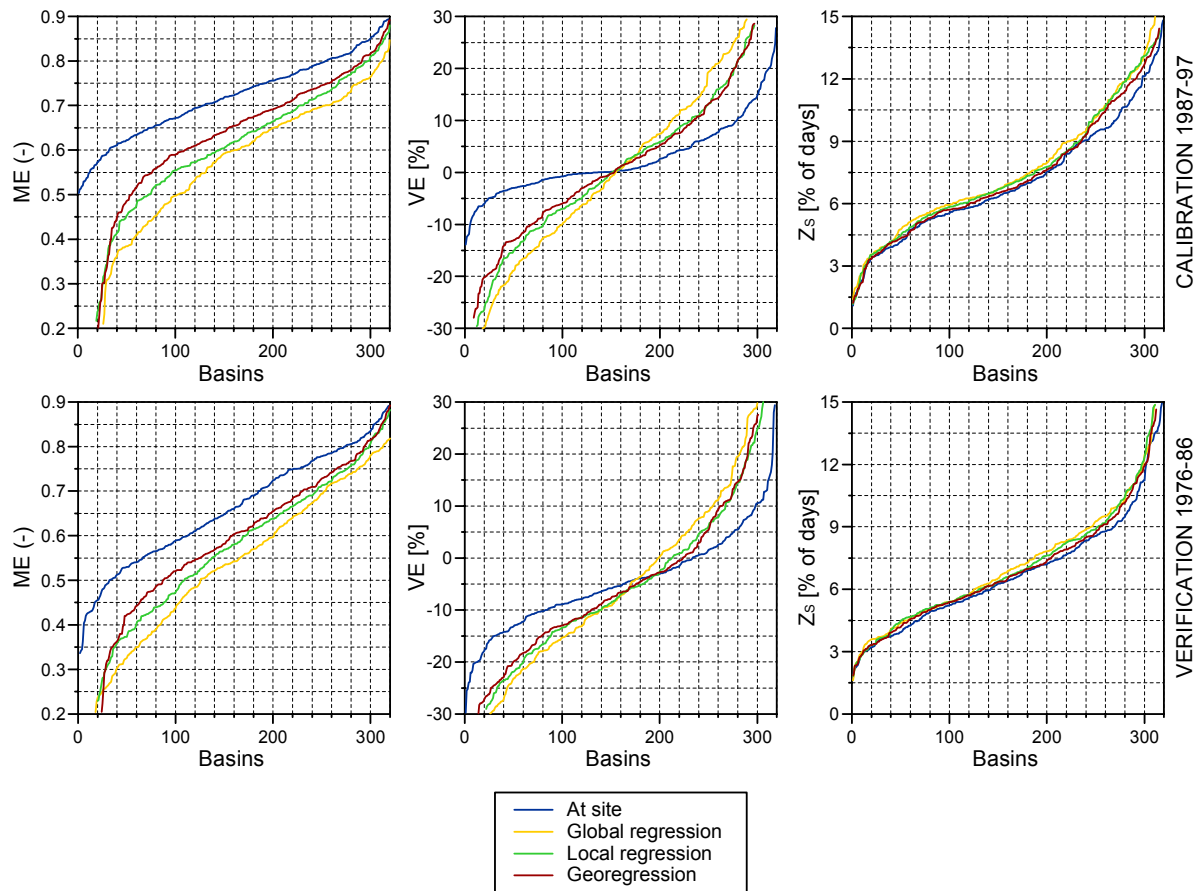 0.9
0.8
0.7
0.6
0.5
0.4
0.3
0.2
ME (-)
0 100 200 300
Basins
30
20
10
0
-10
-20
-30
VE [%]
0 100 200 300
Basins
15
12
9
6
3
0
Zs [% of days]
0 100 200 300
Basins
CALIBRATION 1987-97
0.9
0.8
0.7
0.6
0.5
0.4
0.3
0.2
ME (-)
0 100 200 300
Basins
30
20
10
0
-10
-20
-30
VE [%]
0 100 200 300
Basins
15
12
9
6
3
0
Zs [% of days]
0 100 200 300
Basins
VERIFICATION 1976-86
At site
Global regression
Local regression
Georegression